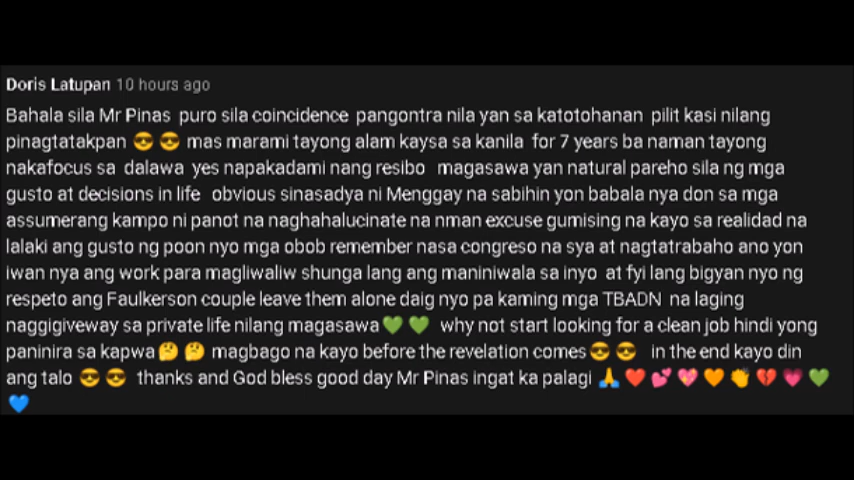 Doris Latupan 10 hours ago
Bahala sila Mr Pinas puro sila coincidence pangontra nila yan sa katotohanan pilit kasi nilang
pinagtatakpan 😎 😎 mas marami tayong alam kaysa sa kanila for 7 years ba naman tayong
nakafocus sa dalawa yes napakadami nang resibo magasawa yan natural pareho sila ng mga
gusto at decisions in life obvious sinasadya ni Menggay na sabihin yon babala nya don sa mga
assumerang kampo ni panot na naghahalucinate na nman excuse gumising na kayo sa realidad na
lalaki ang gusto ng poon nyo mga obob remember nasa congreso na sya at nagtatrabaho ano yon
iwan nya ang work para magliwaliw shunga lang ang maniniwala sa inyo at fyi lang bigyan nyo ng
respeto ang Faulkerson couple leave them alone daig nyo pa kaming mga TBADN na laging
naggigiveway sa private life nilang magasawa💚 💚 why not start looking for a clean job hindi yong
paninira sa kapwa🤔 🤔 magbago na kayo before the revelation comes😎 😎 in the end kayo din
ang talo 😎 😎 thanks and God bless good day Mr Pinas ingat ka palagi 🙏 ❤️ 💕 💖 🧡 👏 💔 💗 💚
💙